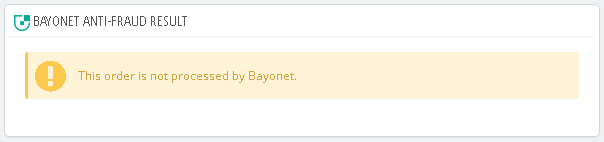 BAYONET ANTI-FRAUD RESULT
This order is not processed by Bayonet.